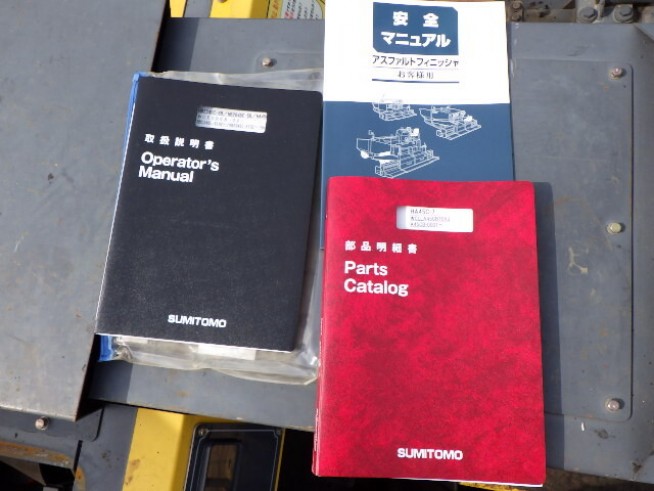 安全
マニュアル
アスファルトフィニッシャ
お客様用
取扱説明書
Operator's
Manual
SUMITOMO
部品明細書
Parts
Catalog
SUMITOMO